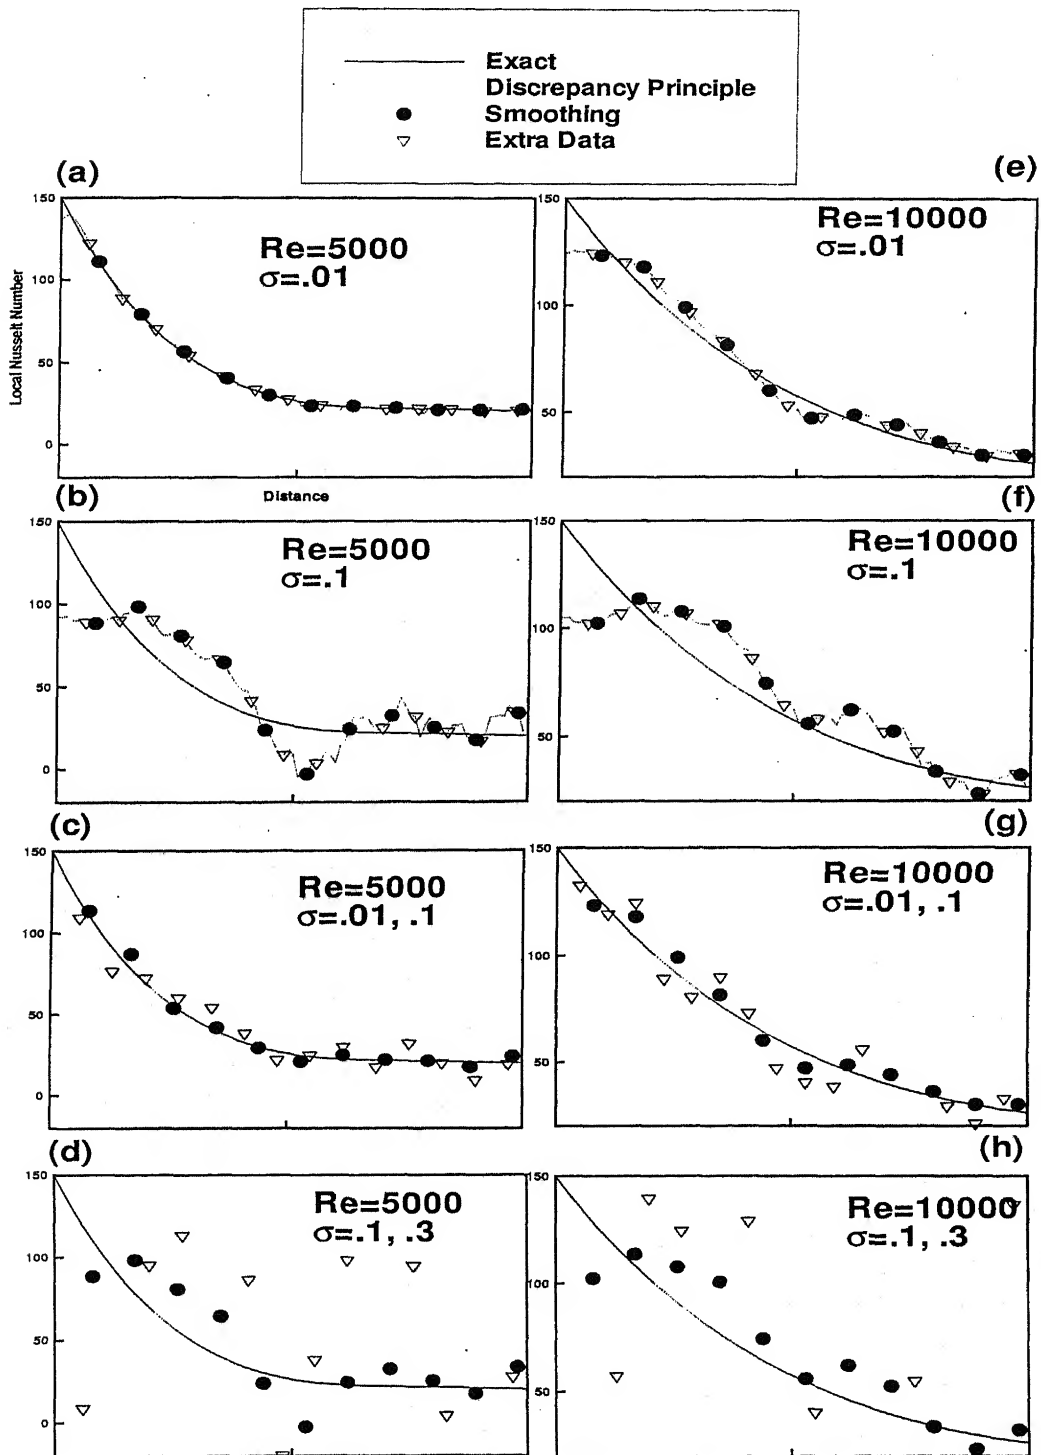 Exact
Discrepancy Principle
Smoothing
Extra Data
(a)
150
100
50
0
Local Nusselt Number
Re=5000
σ=.01
Distance
(e)
150
100
50
Re=10000
σ=.01
(b)
150
100
50
0
Re=5000
σ=.1
(f)
150
100
50
Re=10000
σ=.1
(c)
150
100
50
0
Re=5000
σ=.01, .1
(g)
150
100
50
Re=10000
σ=.01, .1
(d)
150
100
50
0
Re=5000
σ=.1, .3
(h)
150
100
50
Re=10000
σ=.1, .3